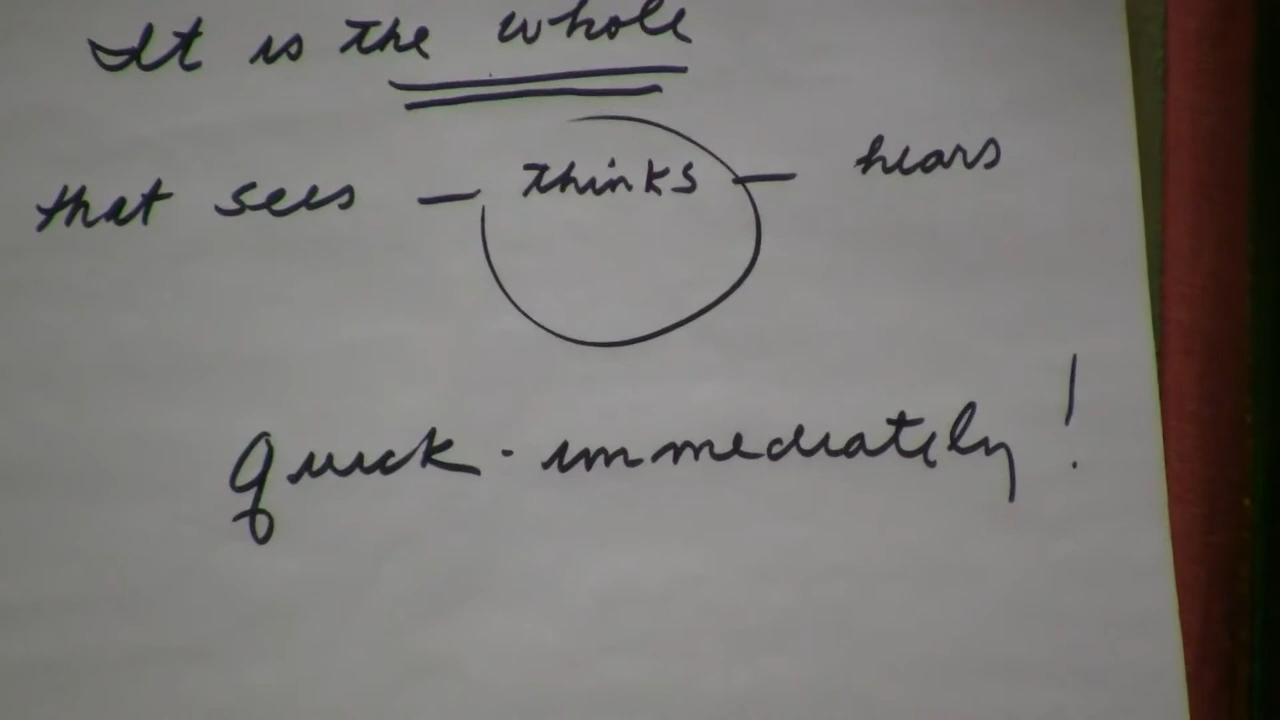 It is the whole
that sees — thinks — hears
quick - immediately!